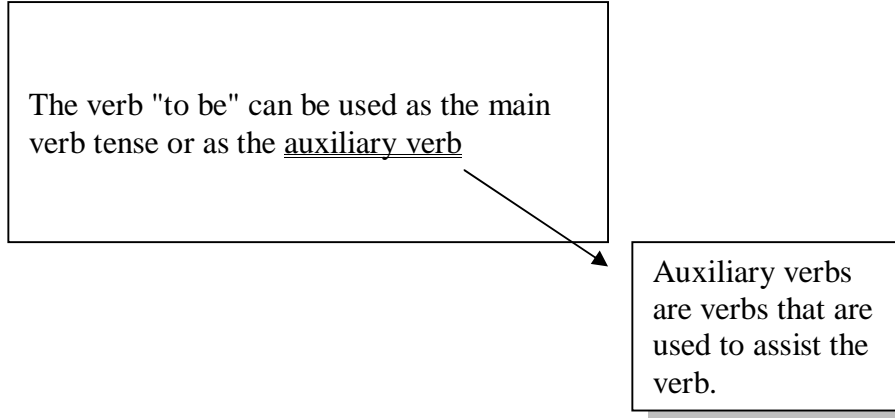 The verb "to be" can be used as the main
verb tense or as the auxiliary verb
Auxiliary verbs
are verbs that are
used to assist the
verb.